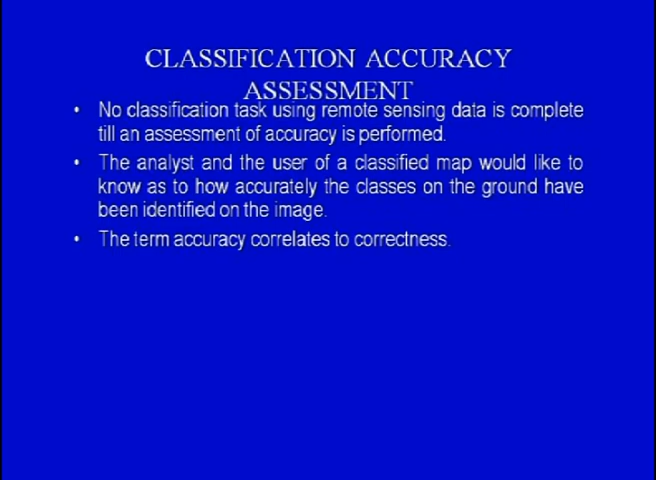 CLASSIFICATION ACCURACY
ASSESSMENT
• No classification task using remote sensing data is complete
till an assessment of accuracy is performed.
• The analyst and the user of a classified map would like to
know as to how accurately the classes on the ground have
been identified on the image.
• The term accuracy correlates to correctness.